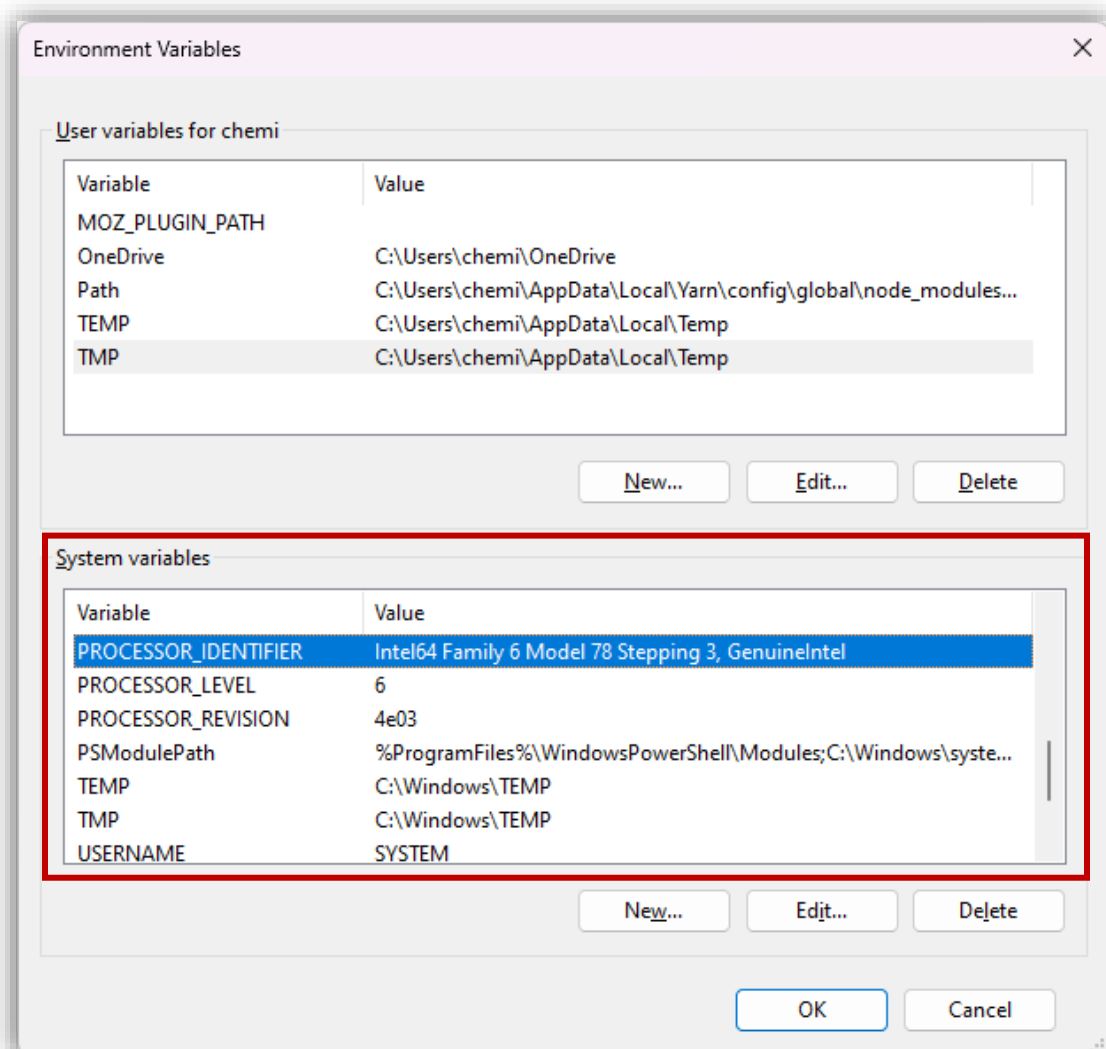 Environment Variables
User variables for chemi
Variable Value
MOZ_PLUGIN_PATH
OneDrive C:\Users\chemi\OneDrive
Path C:\Users\chemi\AppData\Local\Yarn\config\global\node_modules...
TEMP C:\Users\chemi\AppData\Local\Temp
TMP C:\Users\chemi\AppData\Local\Temp
New... Edit... Delete
System variables
Variable Value
PROCESSOR_IDENTIFIER Intel64 Family 6 Model 78 Stepping 3, GenuineIntel
PROCESSOR_LEVEL 6
PROCESSOR_REVISION 4e03
PSModulePath %ProgramFiles%\WindowsPowerShell\Modules;C:\Windows\syste...
TEMP C:\Windows\TEMP
TMP C:\Windows\TEMP
USERNAME SYSTEM
New... Edit... Delete
OK Cancel